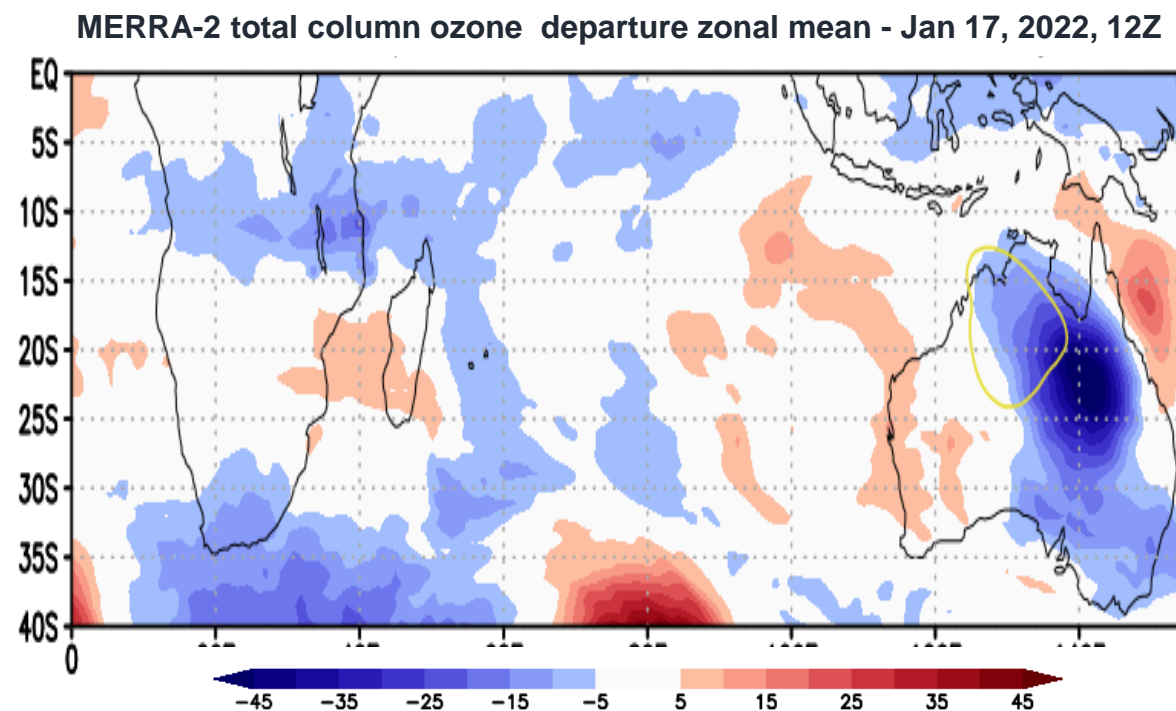 MERRA-2 total column ozone departure zonal mean - Jan 17, 2022, 12Z
EQ
5S
10S
15S
20S
25S
30S
35S
40S
0
-45 -35 -25 -15 -5 5 15 25 35 45